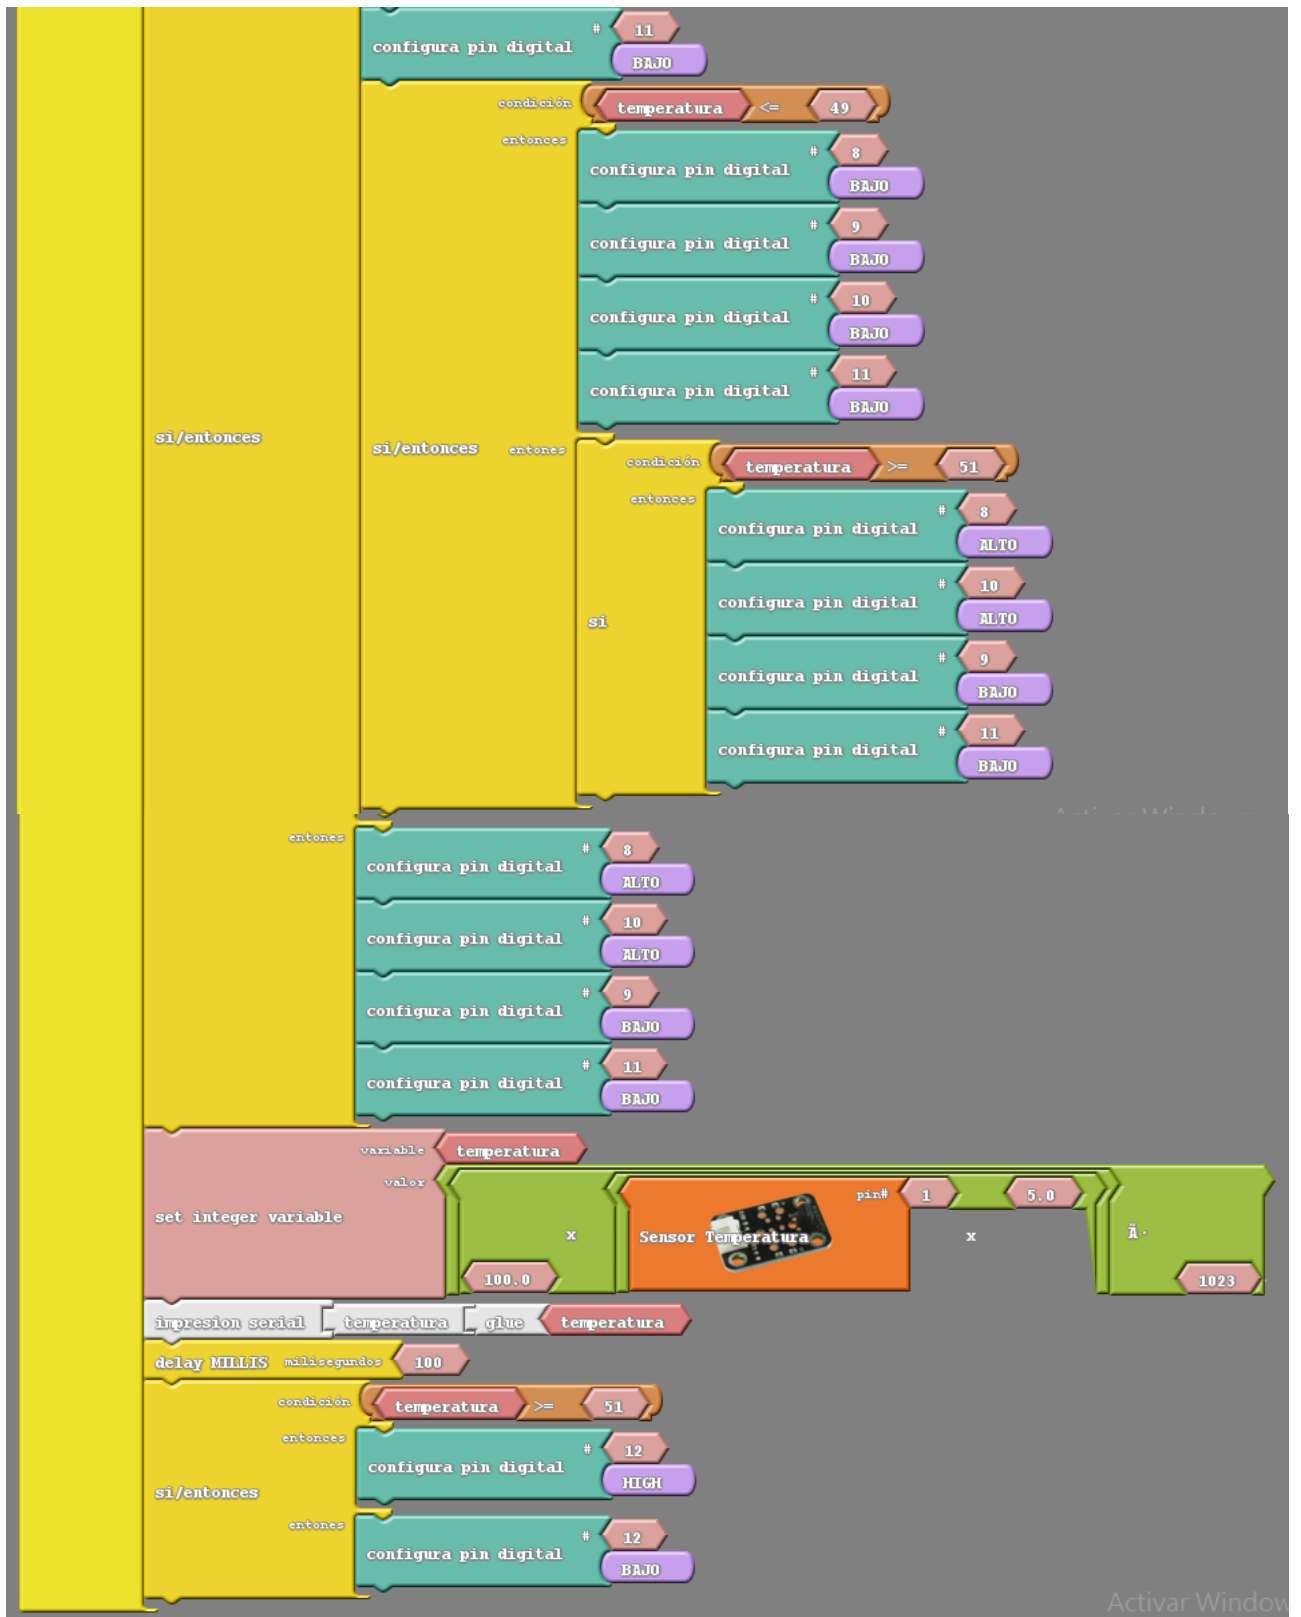 # 11
configura pin digital
BAJO
condición temperatura <= 49
entonces
# 8
configura pin digital
BAJO
# 9
configura pin digital
BAJO
# 10
configura pin digital
BAJO
# 11
configura pin digital
BAJO
si/entonces
si/entonces entones
condición temperatura >= 51
entonces
# 8
configura pin digital
ALTO
# 10
configura pin digital
ALTO
si
# 9
configura pin digital
BAJO
# 11
configura pin digital
BAJO
entones
# 8
configura pin digital
ALTO
# 10
configura pin digital
ALTO
# 9
configura pin digital
BAJO
# 11
configura pin digital
BAJO
variable temperatura
valor
pin# 1 5.0
set integer variable
x Sensor Temperatura x Ã·
100.0 1023
impresion serial temperatura glue temperatura
delay MILLIS milisegundos 100
condición temperatura >= 51
entonces
# 12
configura pin digital
HIGH
si/entonces
entones
# 12
configura pin digital
BAJO
Activar Window